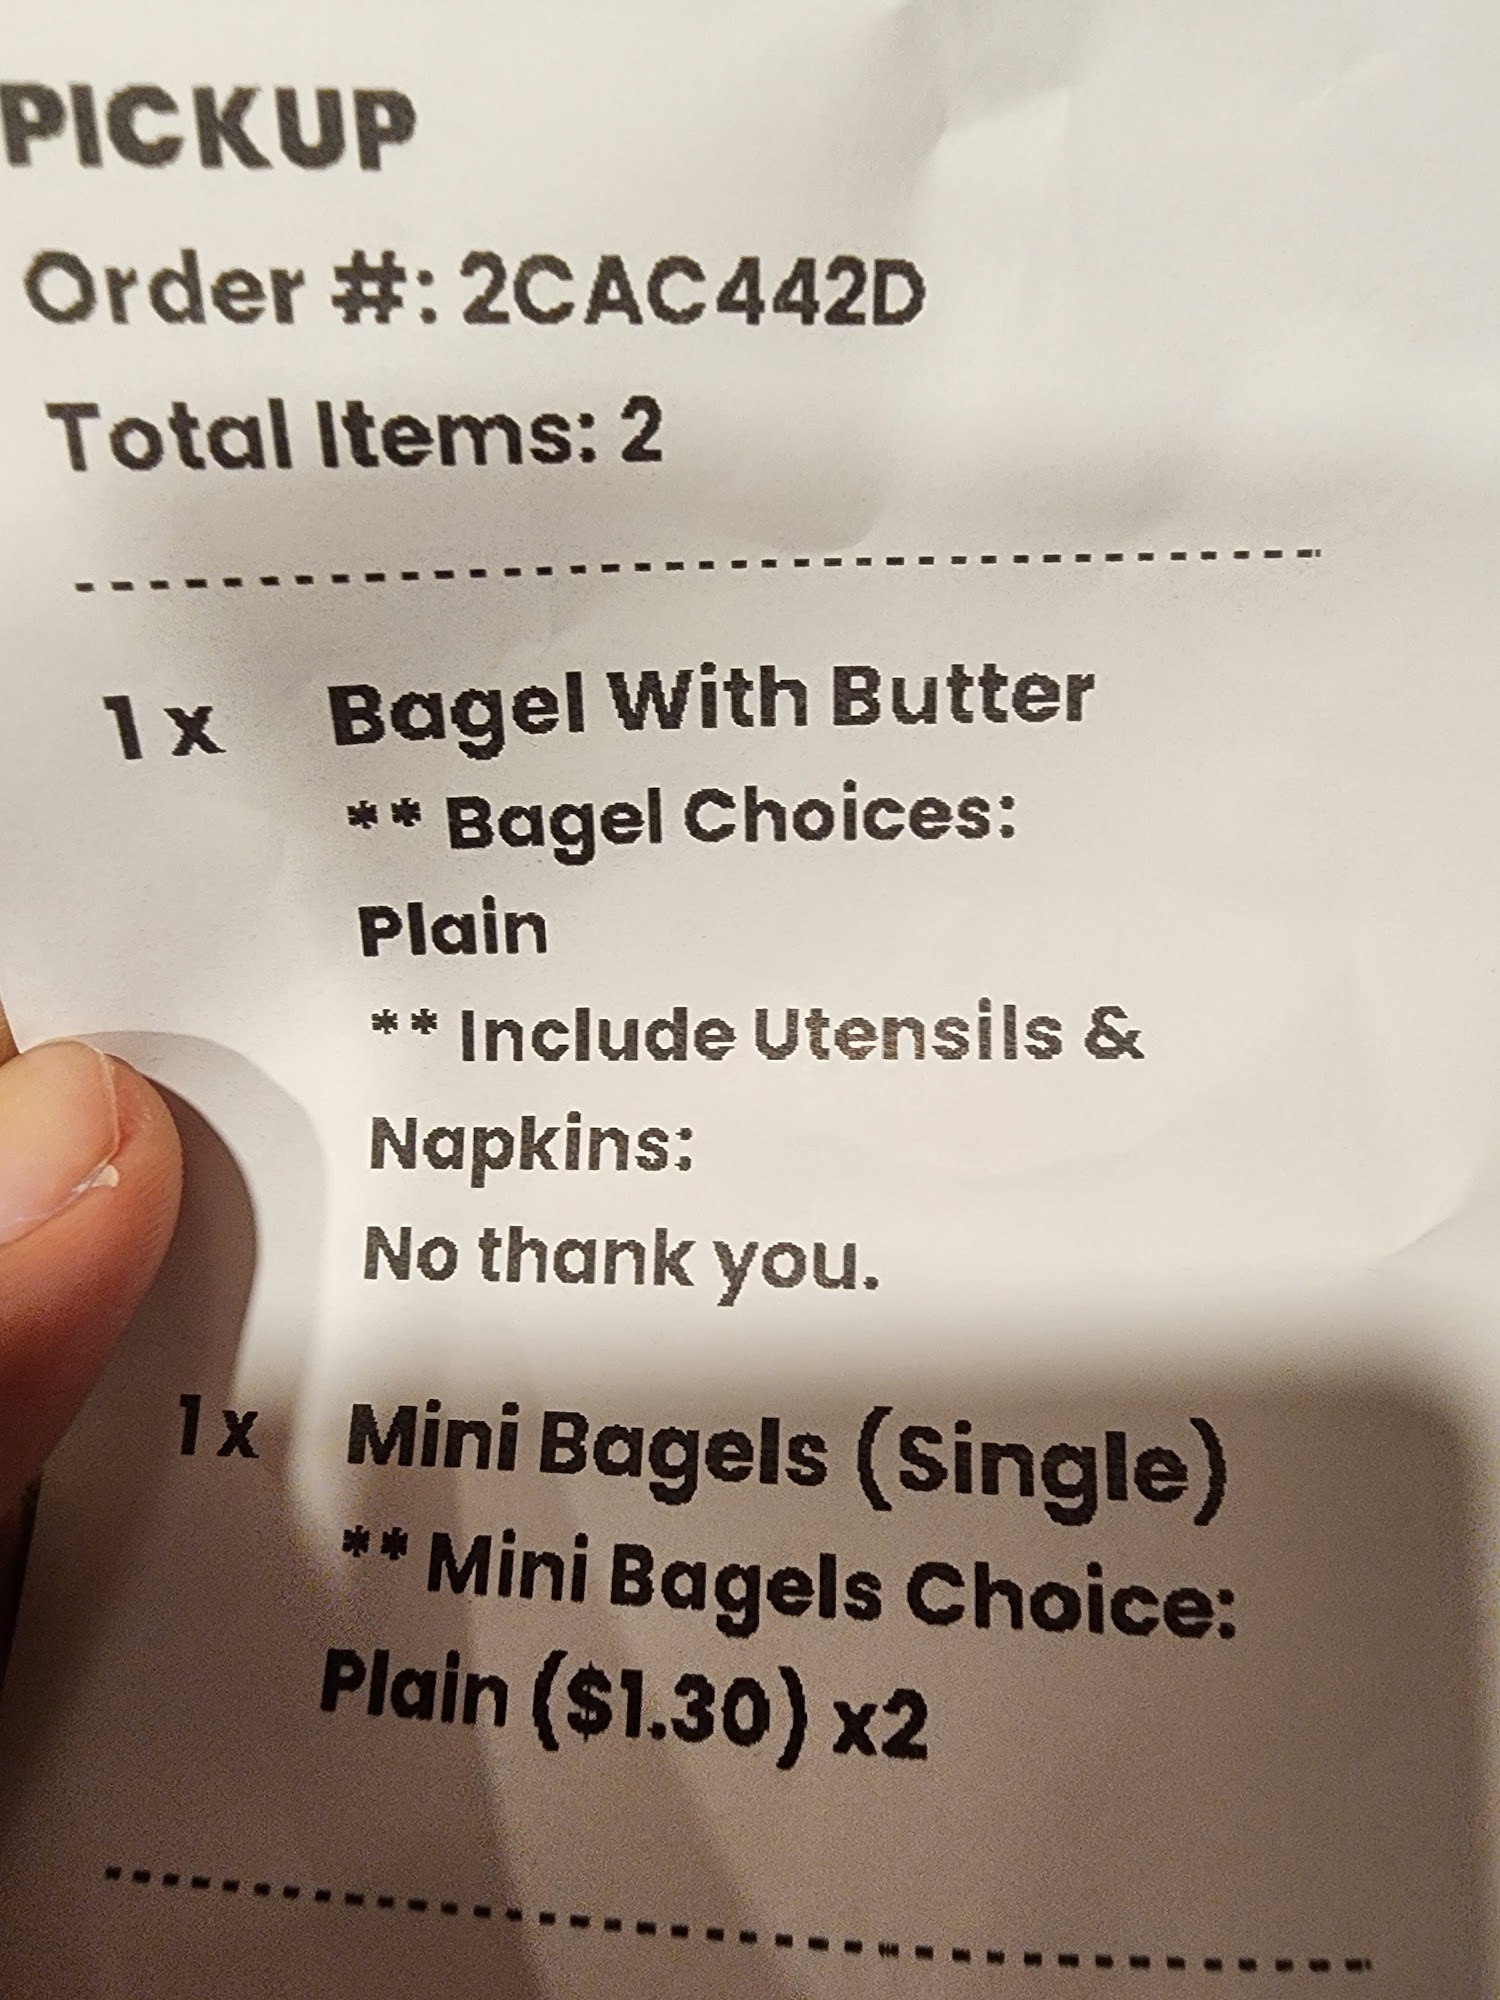 PICKUP
Order #: 2CAC442D
Total Items: 2
1 x Bagel With Butter
** Bagel Choices:
Plain
** Include Utensils &
Napkins:
No thank you.
1 x Mini Bagels (Single)
** Mini Bagels Choice:
Plain ($1.30) x2